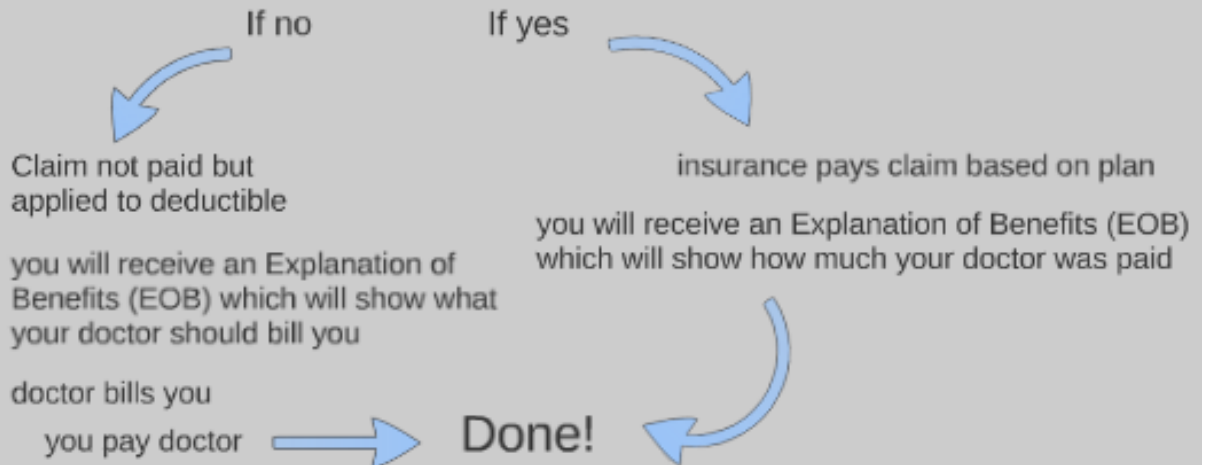 If no
If yes
Claim not paid but
applied to deductible
you will receive an Explanation of
Benefits (EOB) which will show what
your doctor should bill you
doctor bills you
you pay doctor
insurance pays claim based on plan
you will receive an Explanation of Benefits (EOB)
which will show how much your doctor was paid
Done!